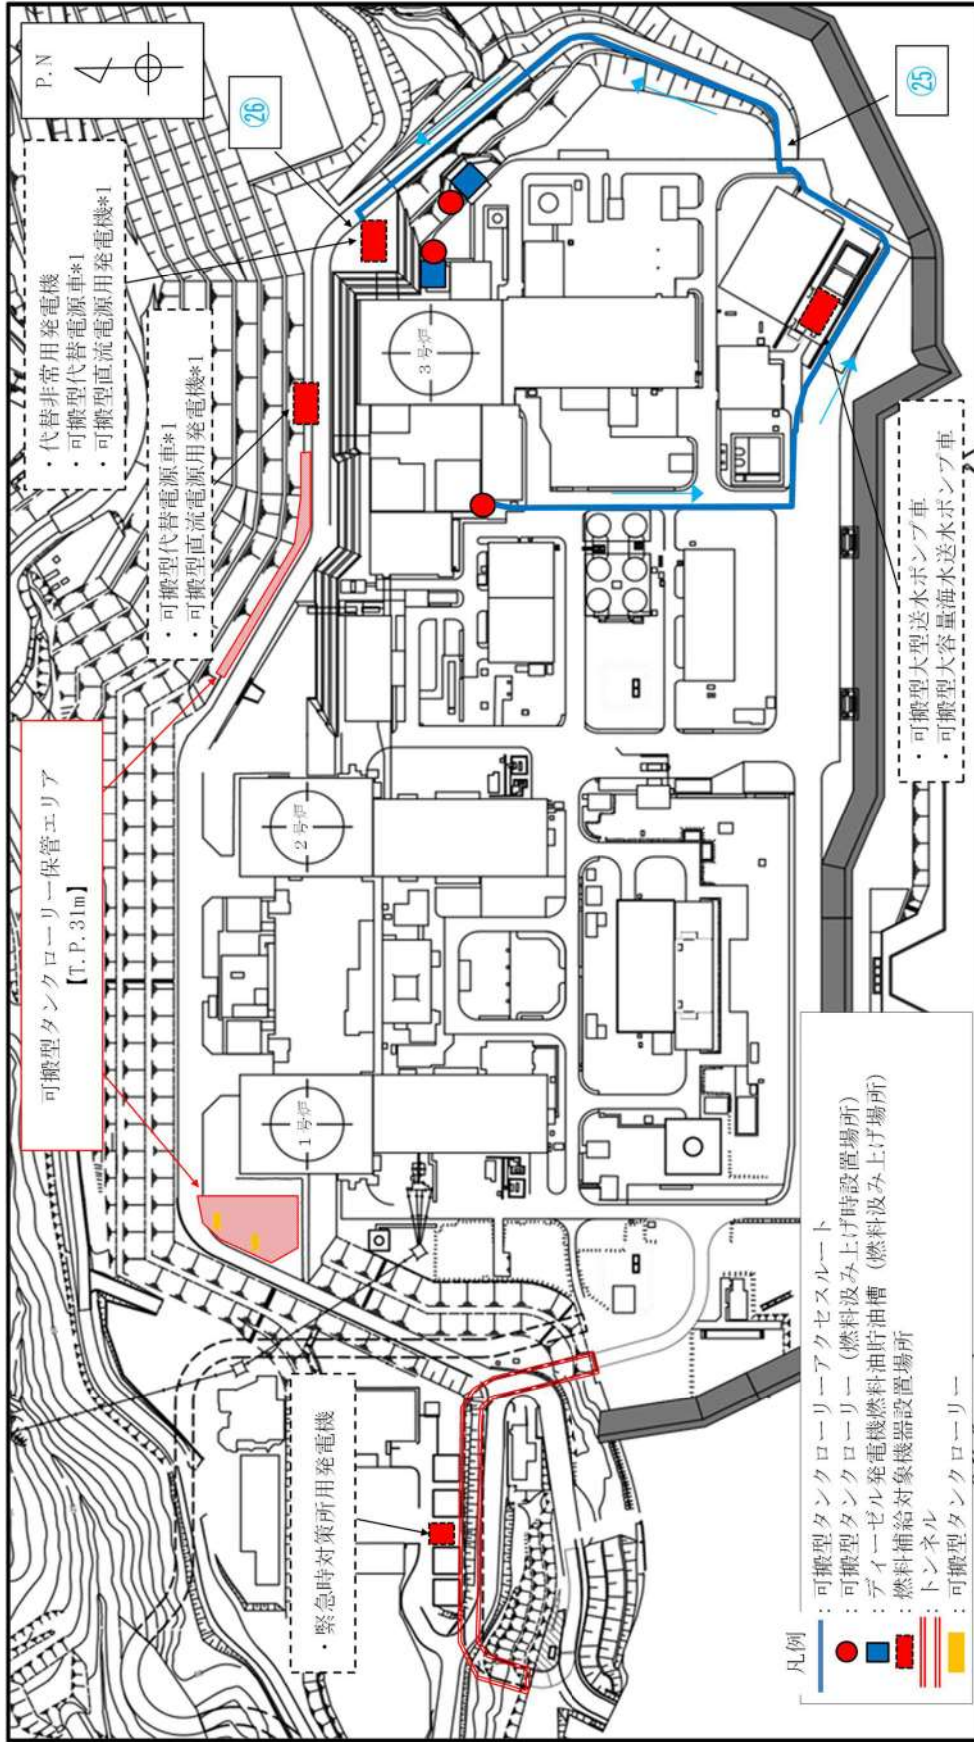 P.N
・代替非常用発電機
・可搬型代替電源車*1
・可搬型直流電源用発電機*1
㉖
・可搬型代替電源車*1
・可搬型直流電源用発電機*1
可搬型タンクローリー保管エリア
【T.P.31m】
㉕
3号炉
2号炉
1号炉
・緊急時対策所用発電機
・可搬型大型送水ポンプ車
・可搬型大容量海水送水ポンプ車
凡例
：可搬型タンクローリーアクセスルート
：可搬型タンクローリー（燃料汲み上げ時設置場所）
：ディーゼル発電機燃料油貯油槽（燃料汲み上げ場所）
：燃料補給対象機器設置場所
：トンネル
：可搬型タンクローリー